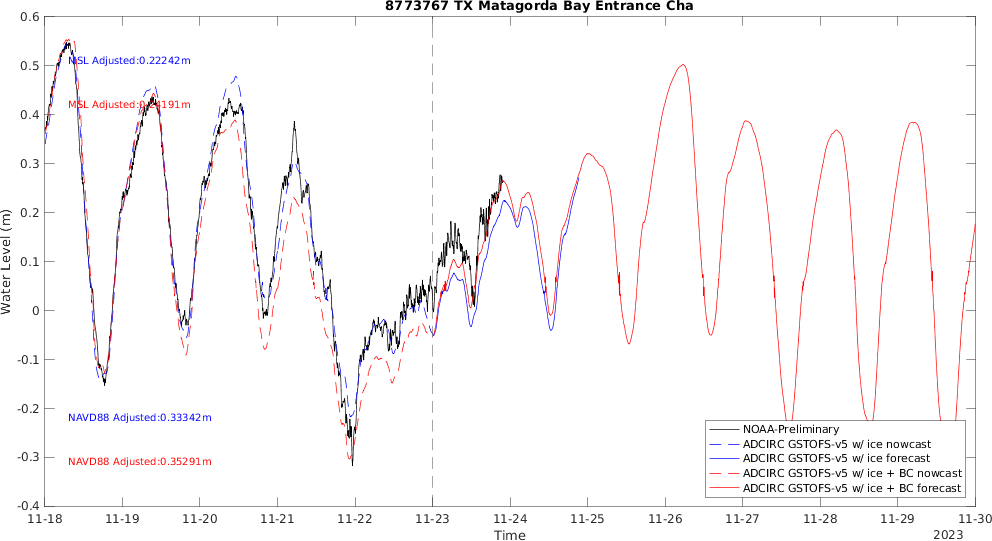 8773767 TX Matagorda Bay Entrance Cha
0.6
0.5
0.4
0.3
0.2
0.1
0
-0.1
-0.2
-0.3
-0.4
Water Level (m)
MSL Adjusted:0.22242m
MSL Adjusted:
NAVD88 Adjusted:0.33342m
NAVD88 Adjusted:0.35291m
NOAA-Preliminary
ADCIRC GSTOFS-v5 w/ ice nowcast
ADCIRC GSTOFS-v5 w/ ice forecast
ADCIRC GSTOFS-v5 w/ ice + BC nowcast
ADCIRC GSTOFS-v5 w/ ice + BC forecast
11-18
11-19
11-20
11-21
11-22
11-23
11-24
11-25
11-26
11-27
11-28
11-29
11-30
Time
2023